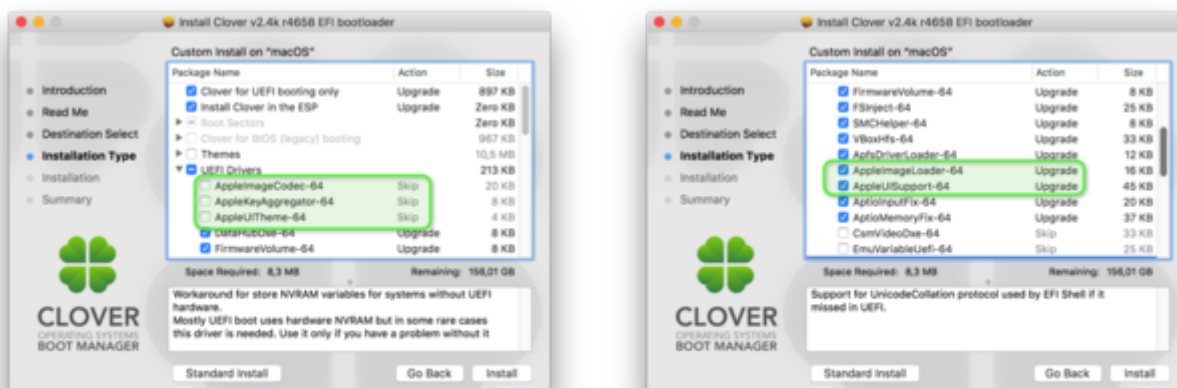 Install Clover v2.4k r4658 EFI bootloader
Custom Install on "macOS"
Introduction
Read Me
Destination Select
Installation Type
Installation
Summary
Package Name Action Size
Clover for UEFI booting only Upgrade 897 KB
Install Clover in the ESP Upgrade Zero KB
Boot Sectors Zero KB
Clover for BIOS (legacy) booting 967 KB
Themes 10,5 MB
UEFI Drivers 213 KB
AppleImageCodec-64 Skip 20 KB
AppleKeyAggregator-64 Skip 8 KB
AppleUITheme-64 Skip 4 KB
DataHubDxe-64 Upgrade 8 KB
FirmwareVolume-64 Upgrade 8 KB
Space Required: 8,3 MB Remaining: 156,01 GB
Workaround for store NVRAM variables for systems without UEFI
hardware.
Mostly UEFI boot uses hardware NVRAM but in some rare cases
this driver is needed. Use it only if you have a problem without it
CLOVER
OPERATING SYSTEMS
BOOT MANAGER
Standard Install Go Back Install
Install Clover v2.4k r4658 EFI bootloader
Custom Install on "macOS"
Introduction
Read Me
Destination Select
Installation Type
Installation
Summary
Package Name Action Size
FirmwareVolume-64 Upgrade 8 KB
FSInject-64 Upgrade 25 KB
SMCHelper-64 Upgrade 8 KB
VBoxHfs-64 Upgrade 33 KB
ApfsDriverLoader-64 Upgrade 12 KB
AppleImageLoader-64 Upgrade 16 KB
AppleUISupport-64 Upgrade 45 KB
AptioInputFix-64 Upgrade 20 KB
AptioMemoryFix-64 Upgrade 37 KB
CsmVideoDxe-64 Skip 33 KB
EmuVariableUefi-64 Skip 25 KB
Space Required: 8,3 MB Remaining: 156,01 GB
Support for UnicodeCollation protocol used by EFI Shell if it
missed in UEFI.
CLOVER
OPERATING SYSTEMS
BOOT MANAGER
Standard Install Go Back Install